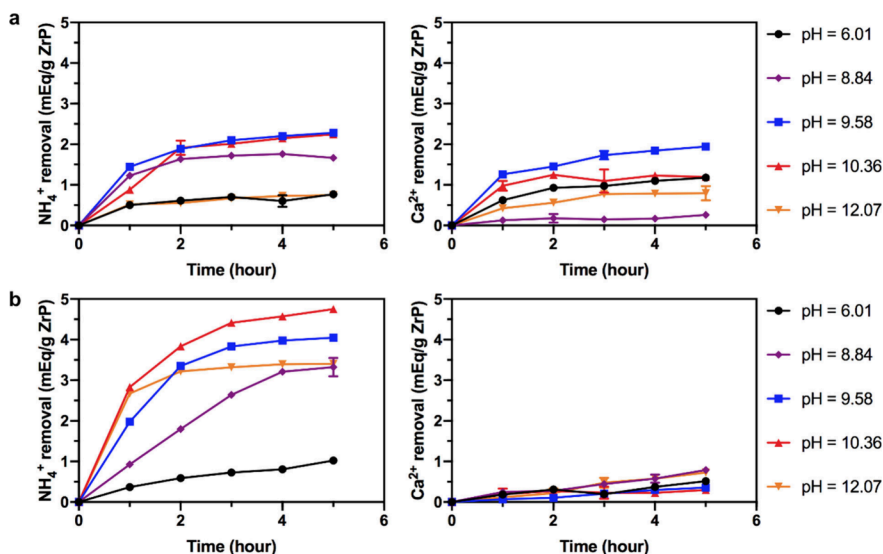 a
NH₄⁺ removal (mEq/g ZrP)
5
4
3
2
1
0
0 2 4 6
Time (hour)
Ca²⁺ removal (mEq/g ZrP)
5
4
3
2
1
0
0 2 4 6
Time (hour)
pH = 6.01
pH = 8.84
pH = 9.58
pH = 10.36
pH = 12.07
b
NH₄⁺ removal (mEq/g ZrP)
5
4
3
2
1
0
0 2 4 6
Time (hour)
Ca²⁺ removal (mEq/g ZrP)
5
4
3
2
1
0
0 2 4 6
Time (hour)
pH = 6.01
pH = 8.84
pH = 9.58
pH = 10.36
pH = 12.07